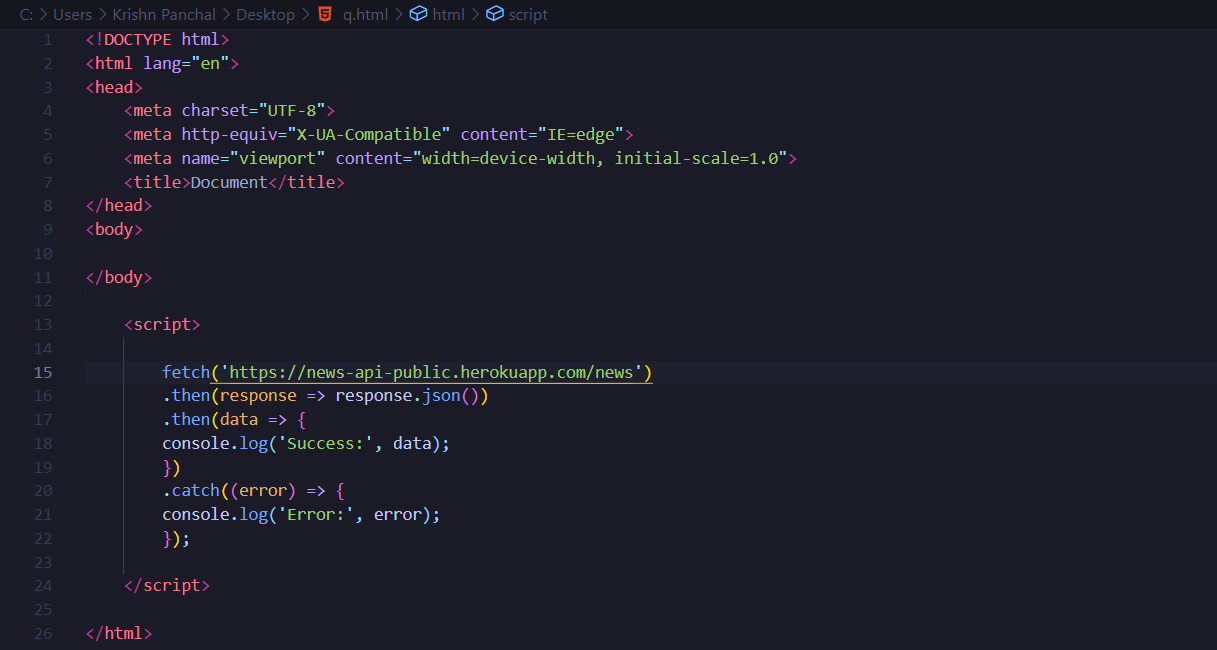 C: > Users > Krishn Panchal > Desktop > q.html > html > script
1 <!DOCTYPE html>
2 <html lang="en">
3 <head>
4     <meta charset="UTF-8">
5     <meta http-equiv="X-UA-Compatible" content="IE=edge">
6     <meta name="viewport" content="width=device-width, initial-scale=1.0">
7     <title>Document</title>
8 </head>
9 <body>
10
11 </body>
12
13     <script>
14
15         fetch('https://news-api-public.herokuapp.com/news')
16         .then(response => response.json())
17         .then(data => {
18         console.log('Success:', data);
19         })
20         .catch((error) => {
21         console.log('Error:', error);
22         });
23
24     </script>
25
26 </html>